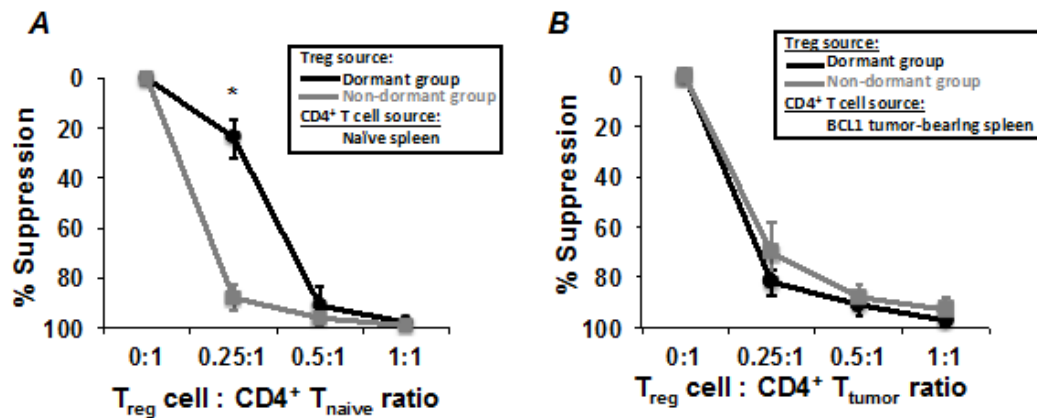 A
Treg source:
Dormant group
Non-dormant group
CD4⁺ T cell source:
Naïve spleen
*
0
20
40
60
80
100
% Suppression
0:1 0.25:1 0.5:1 1:1
Treg cell : CD4⁺ Tnaive ratio
B
Treg source:
Dormant group
Non-dormant group
CD4⁺ T cell source:
BCL1 tumor-bearing spleen
0
20
40
60
80
100
% Suppression
0:1 0.25:1 0.5:1 1:1
Treg cell : CD4⁺ Ttumor ratio